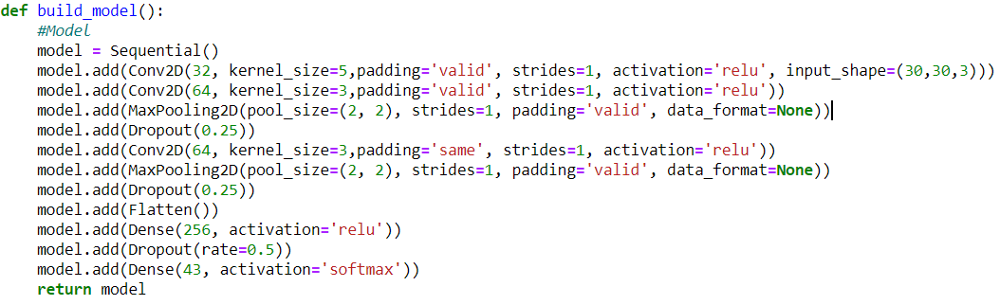 def build_model():
    #Model
    model = Sequential()
    model.add(Conv2D(32, kernel_size=5,padding='valid', strides=1, activation='relu', input_shape=(30,30,3)))
    model.add(Conv2D(64, kernel_size=3,padding='valid', strides=1, activation='relu'))
    model.add(MaxPooling2D(pool_size=(2, 2), strides=1, padding='valid', data_format=None))
    model.add(Dropout(0.25))
    model.add(Conv2D(64, kernel_size=3,padding='same', strides=1, activation='relu'))
    model.add(MaxPooling2D(pool_size=(2, 2), strides=1, padding='valid', data_format=None))
    model.add(Dropout(0.25))
    model.add(Flatten())
    model.add(Dense(256, activation='relu'))
    model.add(Dropout(rate=0.5))
    model.add(Dense(43, activation='softmax'))
    return model